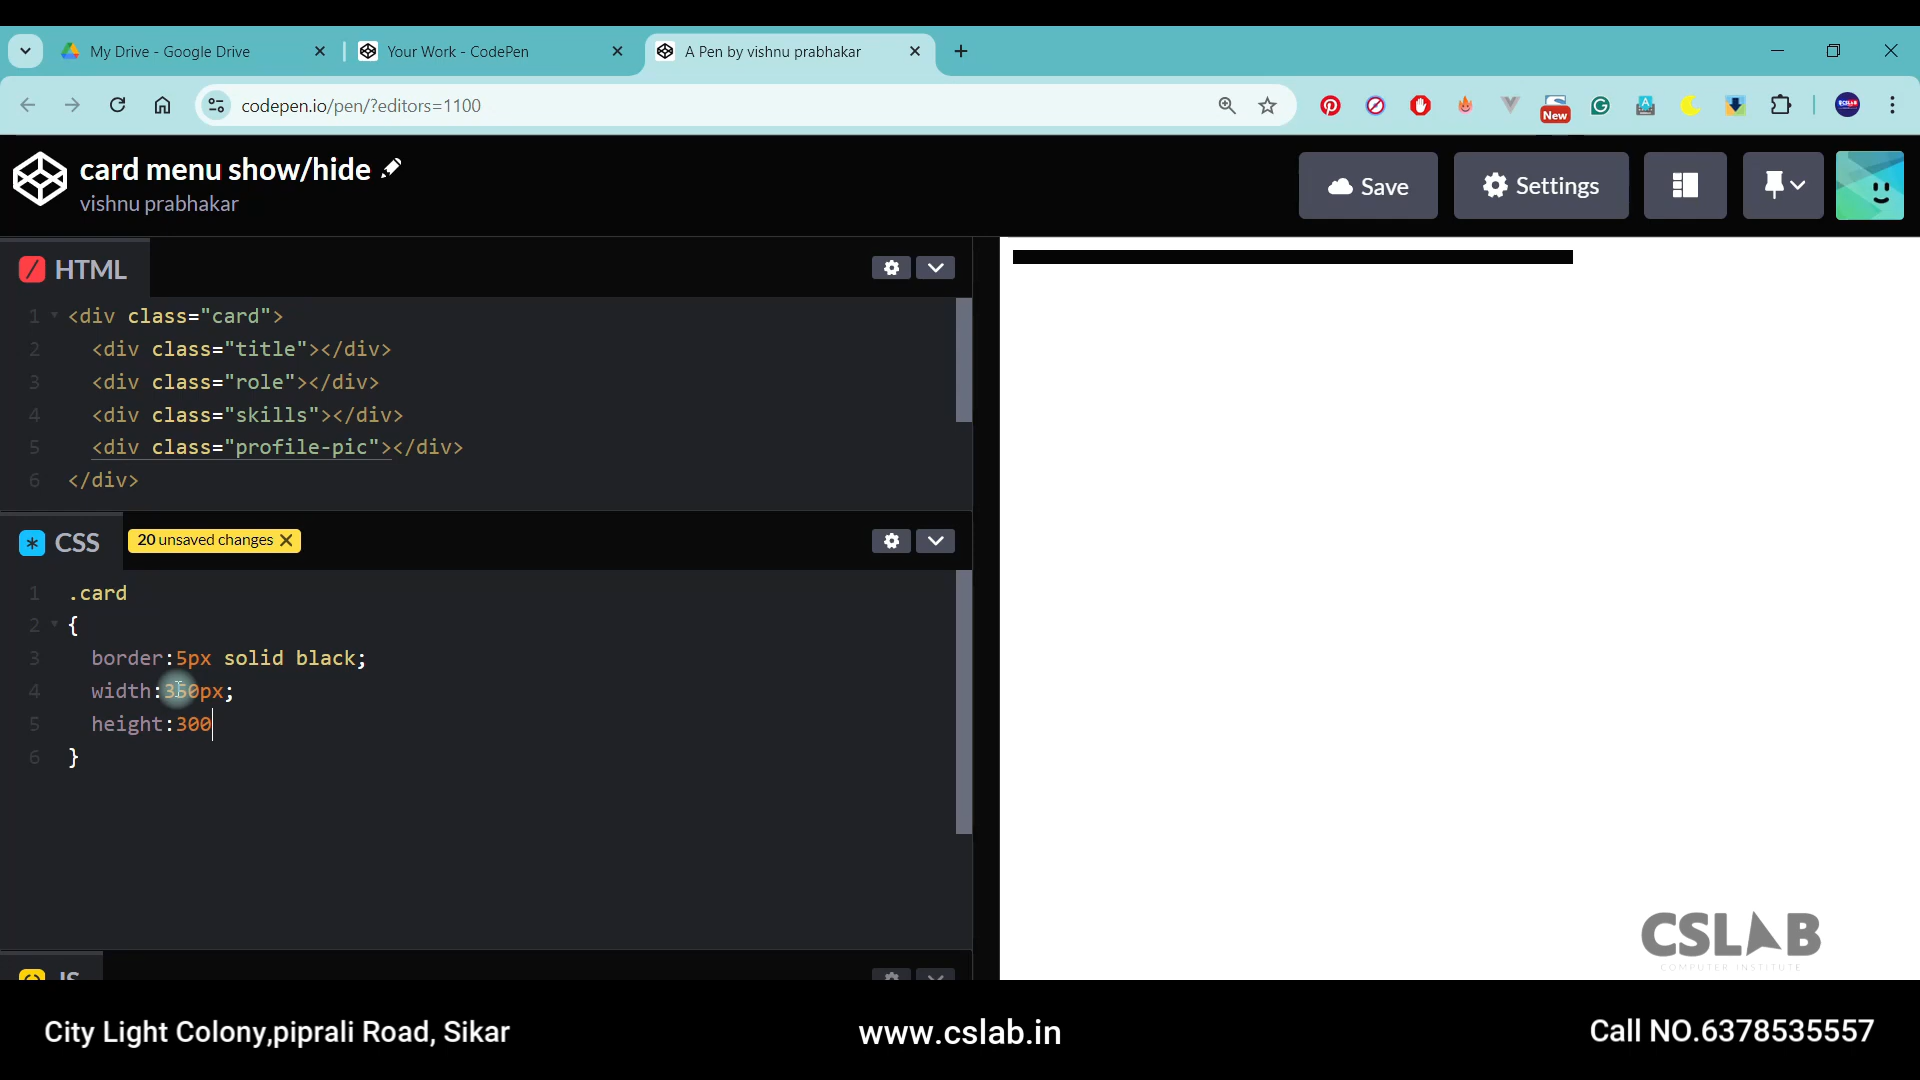 My Drive - Google Drive
Your Work - CodePen
A Pen by vishnu prabhakar
codepen.io/pen/?editors=1100
New
card menu show/hide
vishnu prabhakar
Save
Settings
HTML
1 <div class="card">
2 <div class="title"></div>
3 <div class="role"></div>
4 <div class="skills"></div>
5 <div class="profile-pic"></div>
6 </div>
CSS
20 unsaved changes
1 .card
2 {
3 border:5px solid black;
4 width:350px;
5 height:300
6 }
JS
CSLAB
COMPUTER INSTITUTE
City Light Colony,piprali Road, Sikar
www.cslab.in
Call NO.6378535557